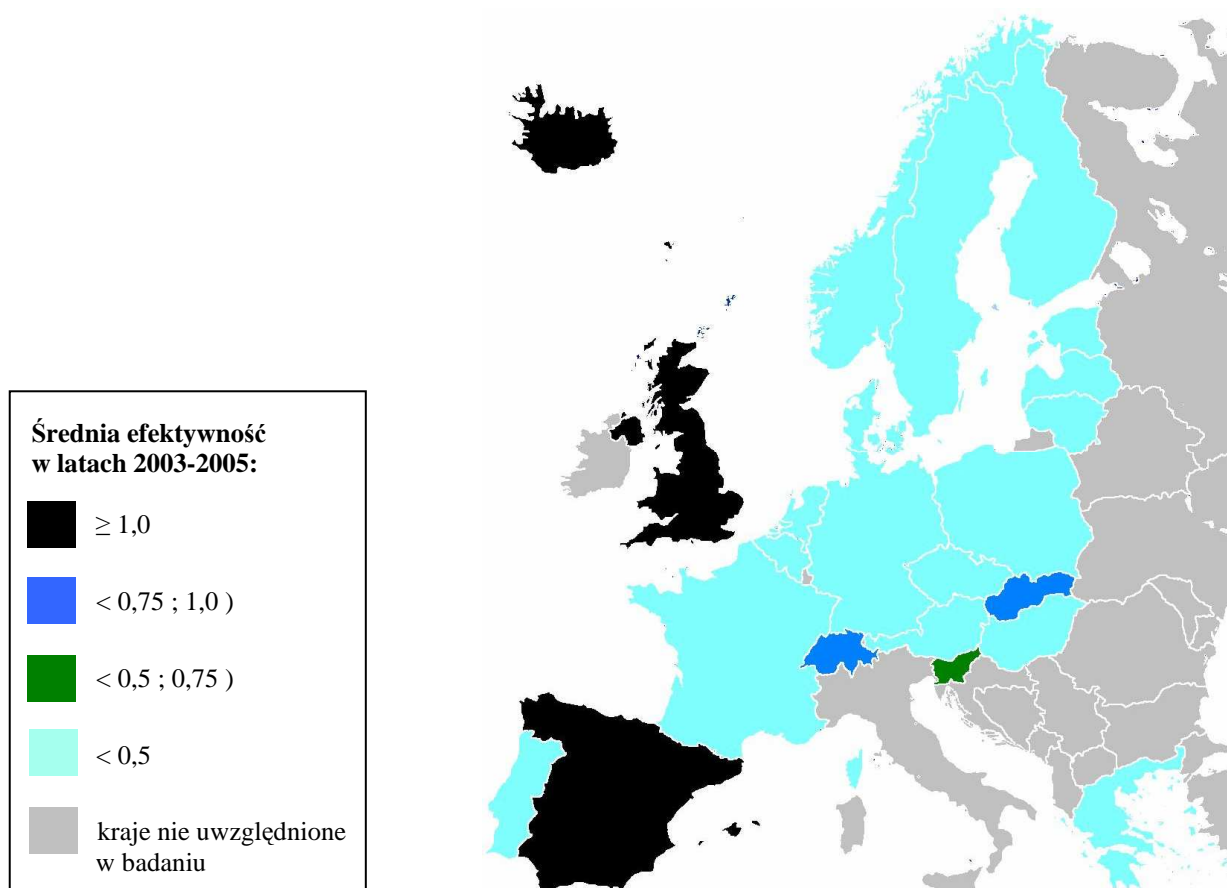 Średnia efektywność
w latach 2003-2005:
≥ 1,0
< 0,75 ; 1,0 )
< 0,5 ; 0,75 )
< 0,5
kraje nie uwzględnione
w badaniu